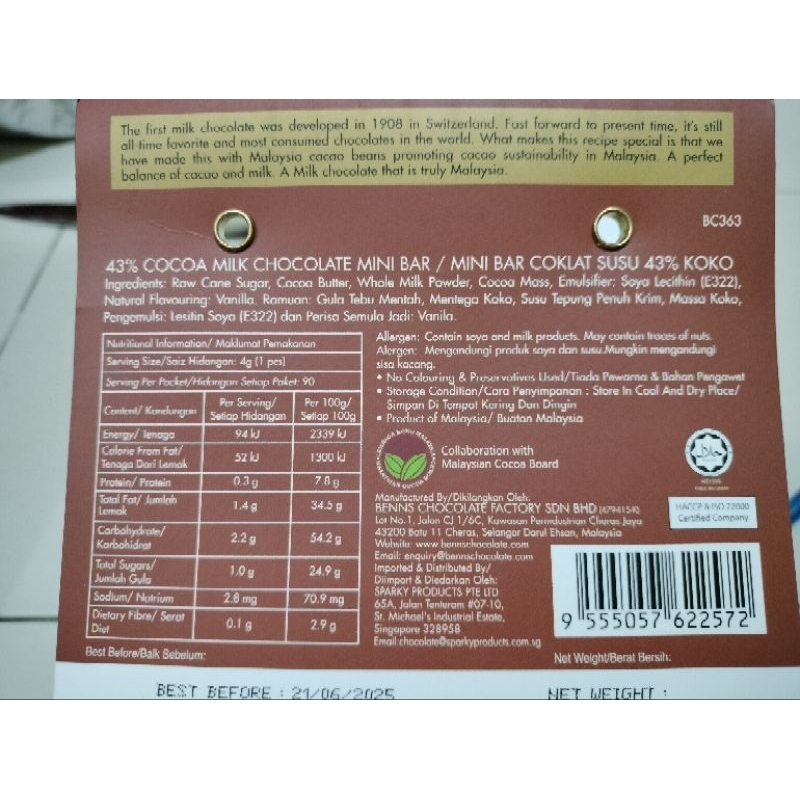 The first milk chocolate was developed in 1908 in Switzerland. Fast forward to present time, it's still
all time favorite and most consumed chocolates in the world. What makes this recipe special is that we
have made this with Malaysia cacao beans promoting cacao sustainability in Malaysia. A perfect
balance of cacao and milk. A Milk chocolate that is truly Malaysia.
BC363
43% COCOA MILK CHOCOLATE MINI BAR / MINI BAR COKLAT SUSU 43% KOKO
Ingredients: Raw Cane Sugar, Cocoa Butter, Whole Milk Powder, Cocoa Mass, Emulsifier: Soya Lecithin (E322),
Natural Flavouring: Vanilla. Ramuan: Gula Tebu Mentah, Mentega Koko, Susu Tepung Penuh Krim, Massa Koko,
Pengemulsi: Lesitin Soya (E322) dan Perisa Semula Jadi: Vanila.
Nutritional Information/ Maklumat Pemakanan
Serving Size/Saiz Hidangan: 4g (1 pcs)
Serving Per Packet/Hidangan Setiap Paket: 90
Content/ Kandungan Per Serving/ Setiap Hidangan Per 100g/ Setiap 100g
Energy/ Tenaga 94 kJ 2339 kJ
Calorie From Fat/ Tenaga Dari Lemak 52 kJ 1300 kJ
Protein/ Protein 0.3 g 7.8 g
Total Fat/ Jumlah Lemak 1.4 g 34.5 g
Carbohydrate/ Karbohidrat 2.2 g 54.2 g
Total Sugars/ Jumlah Gula 1.0 g 24.9 g
Sodium/ Natrium 2.8 mg 70.9 mg
Dietary Fibre/ Serat Diet 0.1 g 2.9 g
Allergen: Contain soya and milk products. May contain traces of nuts.
Alergen: Mengandungi produk soya dan susu.Mungkin mengandungi
sisa kacang.
• No Colouring & Preservatives Used/Tiada Pewarna & Bahan Pengawet
• Storage Condition/Cara Penyimpanan : Store In Cool And Dry Place/
Simpan Di Tempat Kering Dan Dingin
• Product of Malaysia/ Buatan Malaysia
Collaboration with
Malaysian Cocoa Board
HACCP & ISO 22000
Certified Company
Manufactured By/Dikilangkan Oleh:
BENNS CHOCOLATE FACTORY SDN BHD (479415-X)
Lot No.1, Jalan CJ 1/6C, Kawasan Perindustrian Cheras Jaya
43200 Batu 11 Cheras, Selangor Darul Ehsan, Malaysia
Website: www.bennschocolate.com
Email: enquiry@bennschocolate.com
Imported & Distributed By/
Diimport & Diedarkan Oleh:
SPARKY PRODUCTS PTE LTD
65A, Jalan Tenteram #07-10,
St. Michael's Industrial Estate,
Singapore 328958
Email:chocolate@sparkyproducts.com.sg
9 555057 622572
Best Before/Baik Sebelum:
Net Weight/Berat Bersih:
BEST BEFORE : 21/06/2025
NET WEIGHT :